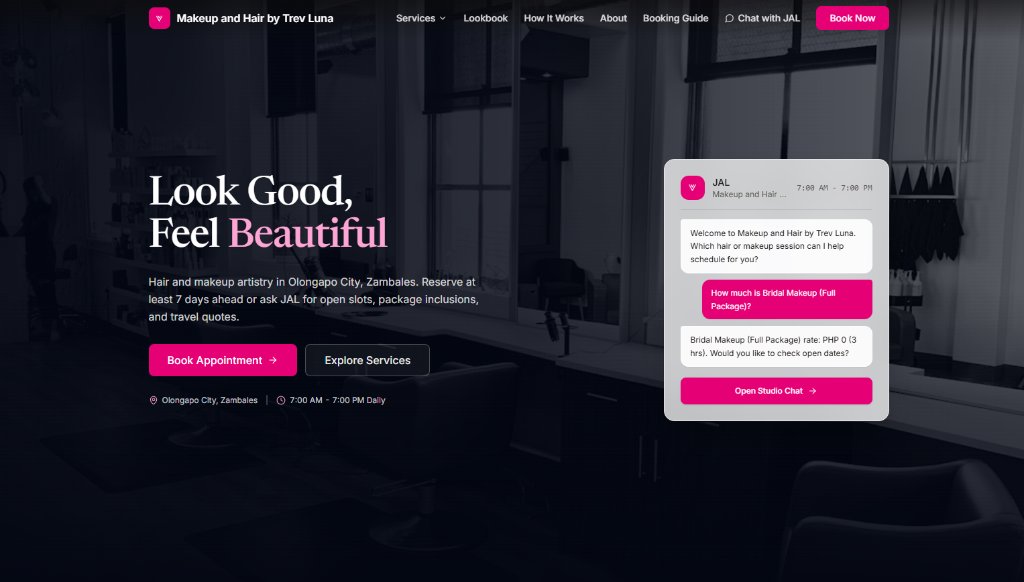 Makeup and Hair by Trev Luna
Services
Lookbook
How It Works
About
Booking Guide
Chat with JAL
Book Now
Look Good,
Feel Beautiful
Hair and makeup artistry in Olongapo City, Zambales. Reserve at
least 7 days ahead or ask JAL for open slots, package inclusions,
and travel quotes.
Book Appointment →
Explore Services
Olongapo City, Zambales | 7:00 AM - 7:00 PM Daily
JAL
Makeup and Hair ...
7:00 AM - 7:00 PM
Welcome to Makeup and Hair by Trev Luna.
Which hair or makeup session can I help
schedule for you?
How much is Bridal Makeup (Full
Package)?
Bridal Makeup (Full Package) rate: PHP 0 (3
hrs). Would you like to check open dates?
Open Studio Chat →